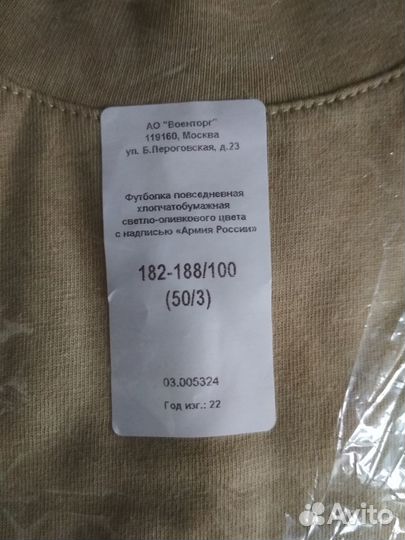 АО "Военторг"
119160, Москва
ул. Б.Пероговская, д.23
Футболка повседневная
хлопчатобумажная
светло-оливкового цвета
с надписью «Армия России»
182-188/100
(50/3)
03.005324
Год изг.: 22
Avito